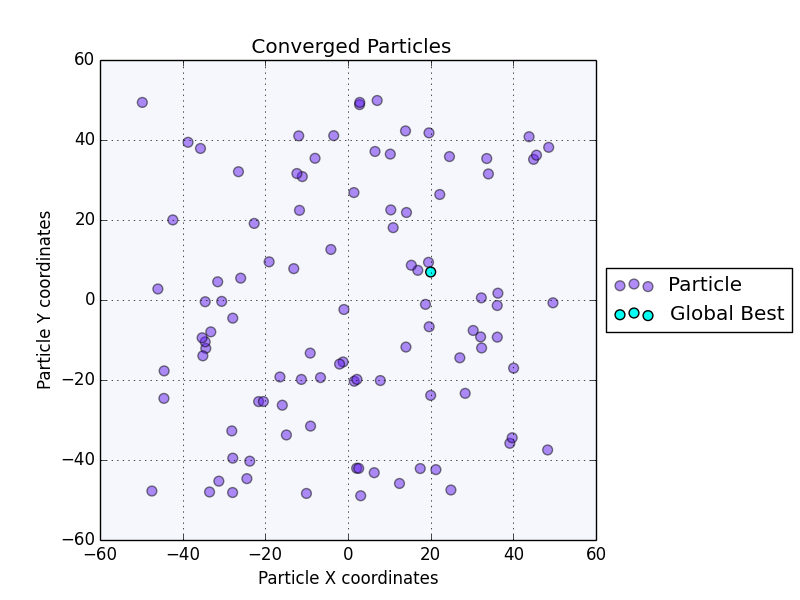 Converged Particles
60
40
20
0
−20
−40
−60
−60
−40
−20
0
20
40
60
Particle Y coordinates
Particle X coordinates
Particle
Global Best